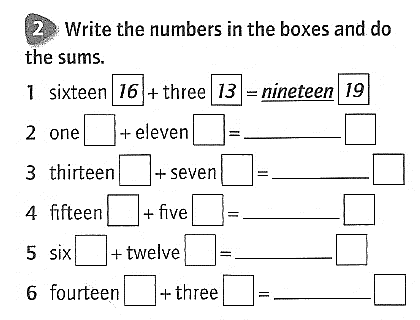 2 Write the numbers in the boxes and do
the sums.
1 sixteen 16 + three 13 = nineteen 19
2 one + eleven = ________
3 thirteen + seven = ________
4 fifteen + five = ________
5 six + twelve = ________
6 fourteen + three = ________